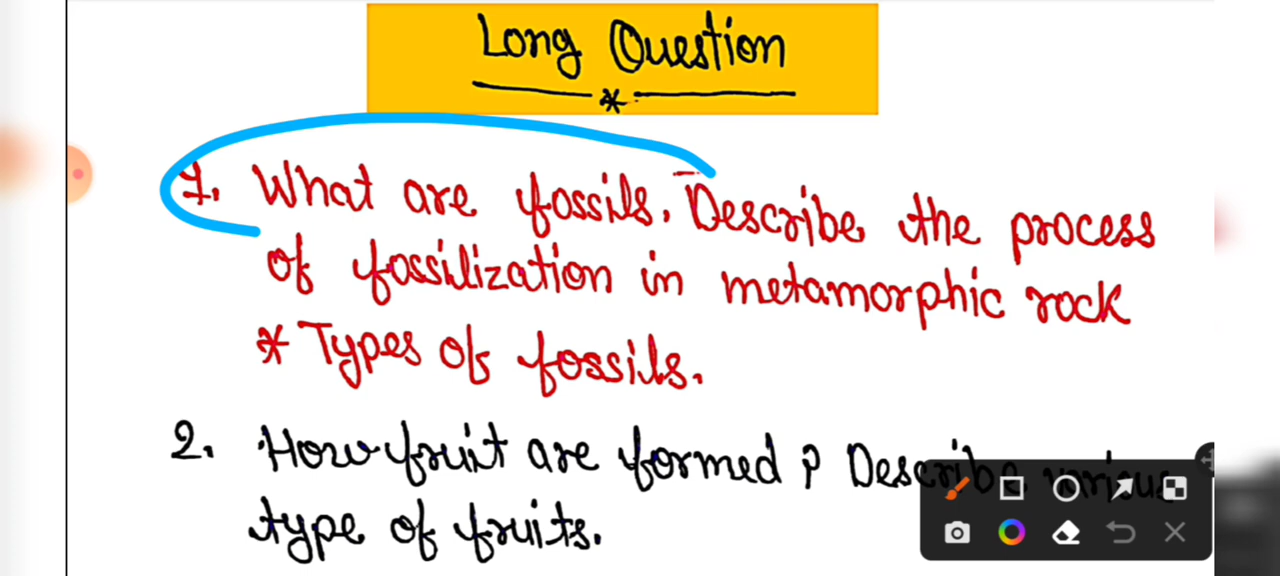 Long Question
1. What are fossils. Describe the process
of fossilization in metamorphic rock
* Types of fossils.
2. How fruit are formed ? Describe various
type of fruits.